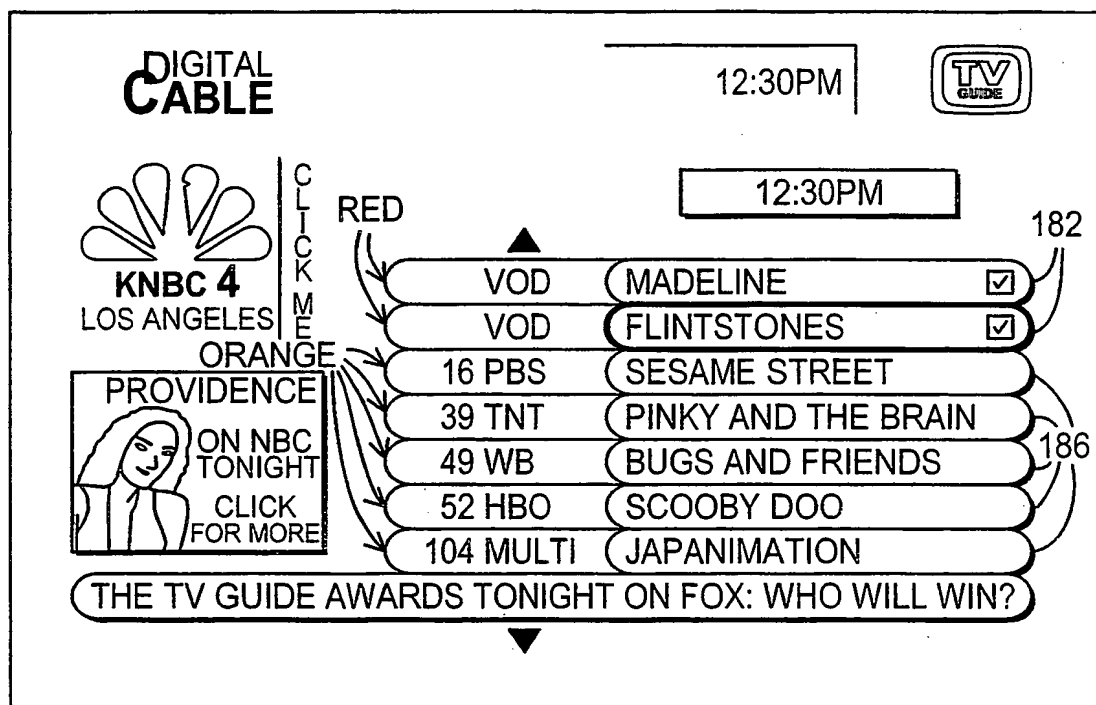 DIGITAL
CABLE
12:30PM
TV
GUIDE
CLICK ME
KNBC 4
LOS ANGELES
RED
12:30PM
182
VOD MADELINE
VOD FLINTSTONES
ORANGE
16 PBS SESAME STREET
39 TNT PINKY AND THE BRAIN
49 WB BUGS AND FRIENDS
52 HBO SCOOBY DOO
104 MULTI JAPANIMATION
186
PROVIDENCE
ON NBC
TONIGHT
CLICK
FOR MORE
THE TV GUIDE AWARDS TONIGHT ON FOX: WHO WILL WIN?